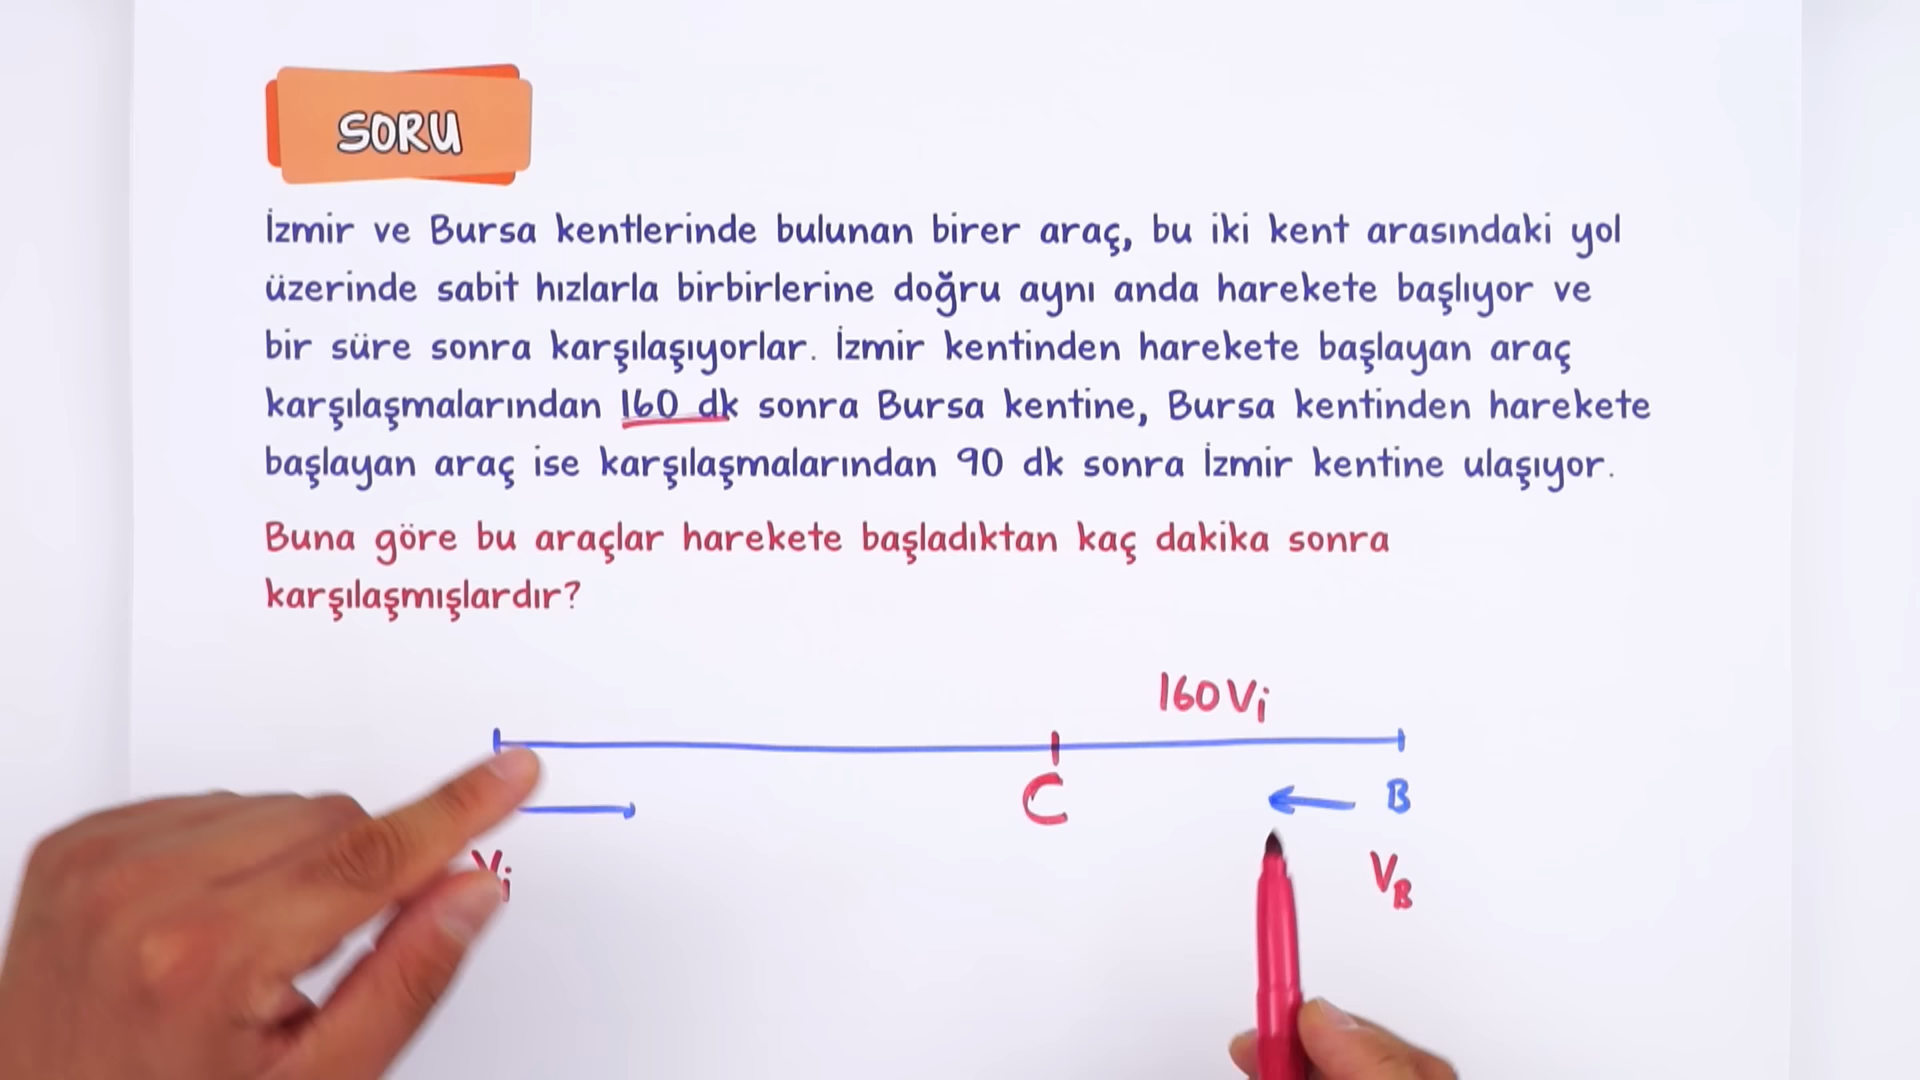 SORU
İzmir ve Bursa kentlerinde bulunan birer araç, bu iki kent arasındaki yol
üzerinde sabit hızlarla birbirlerine doğru aynı anda harekete başlıyor ve
bir süre sonra karşılaşıyorlar. İzmir kentinden harekete başlayan araç
karşılaşmalarından 160 dk sonra Bursa kentine, Bursa kentinden harekete
başlayan araç ise karşılaşmalarından 90 dk sonra İzmir kentine ulaşıyor.
Buna göre bu araçlar harekete başladıktan kaç dakika sonra
karşılaşmışlardır?
160Vi
C B
Vi VB